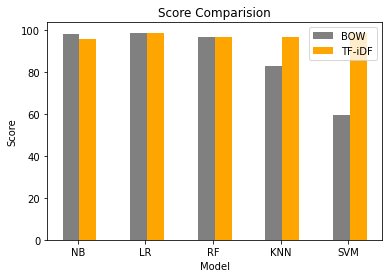 Score Comparision
BOW
TF-iDF
100
80
60
40
20
0
Score
NB LR RF KNN SVM
Model